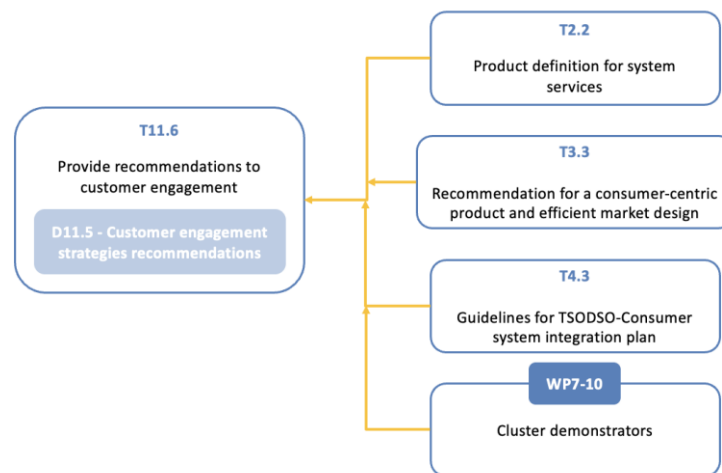 T11.6
Provide recommendations to
customer engagement
D11.5 - Customer engagement
strategies recommendations
T2.2
Product definition for system
services
T3.3
Recommendation for a consumer-centric
product and efficient market design
T4.3
Guidelines for TSODSO-Consumer
system integration plan
WP7-10
Cluster demonstrators